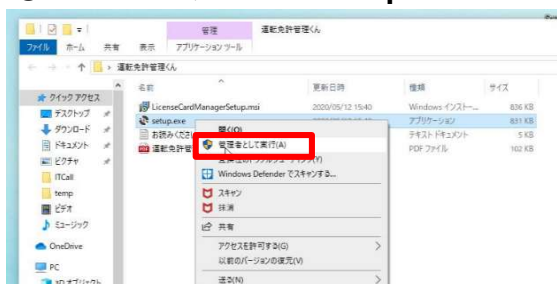 管理
運転免許管理くん
ファイル ホーム 共有 表示 アプリケーション ツール
運転免許管理くん
名前 更新日時 種類 サイズ
クイック アクセス
LicenseCardManagerSetup.msi 2020/05/12 15:40 Windows インストー... 836 KB
デスクトップ
setup.exe アプリケーション 831 KB
ダウンロード
お読みくださ 開く(O) テキスト ドキュメント 5 KB
ドキュメント
運転免許管 管理者として実行(A) PDF ファイル 102 KB
ピクチャ
ITCall
Windows Defender でスキャンする...
temp
スキャン
ビデオ
抹消
ミュージック
共有
OneDrive
アクセスを許可する(G)
PC
以前のバージョンの復元(V)
3D オブジェクト
送る(N)